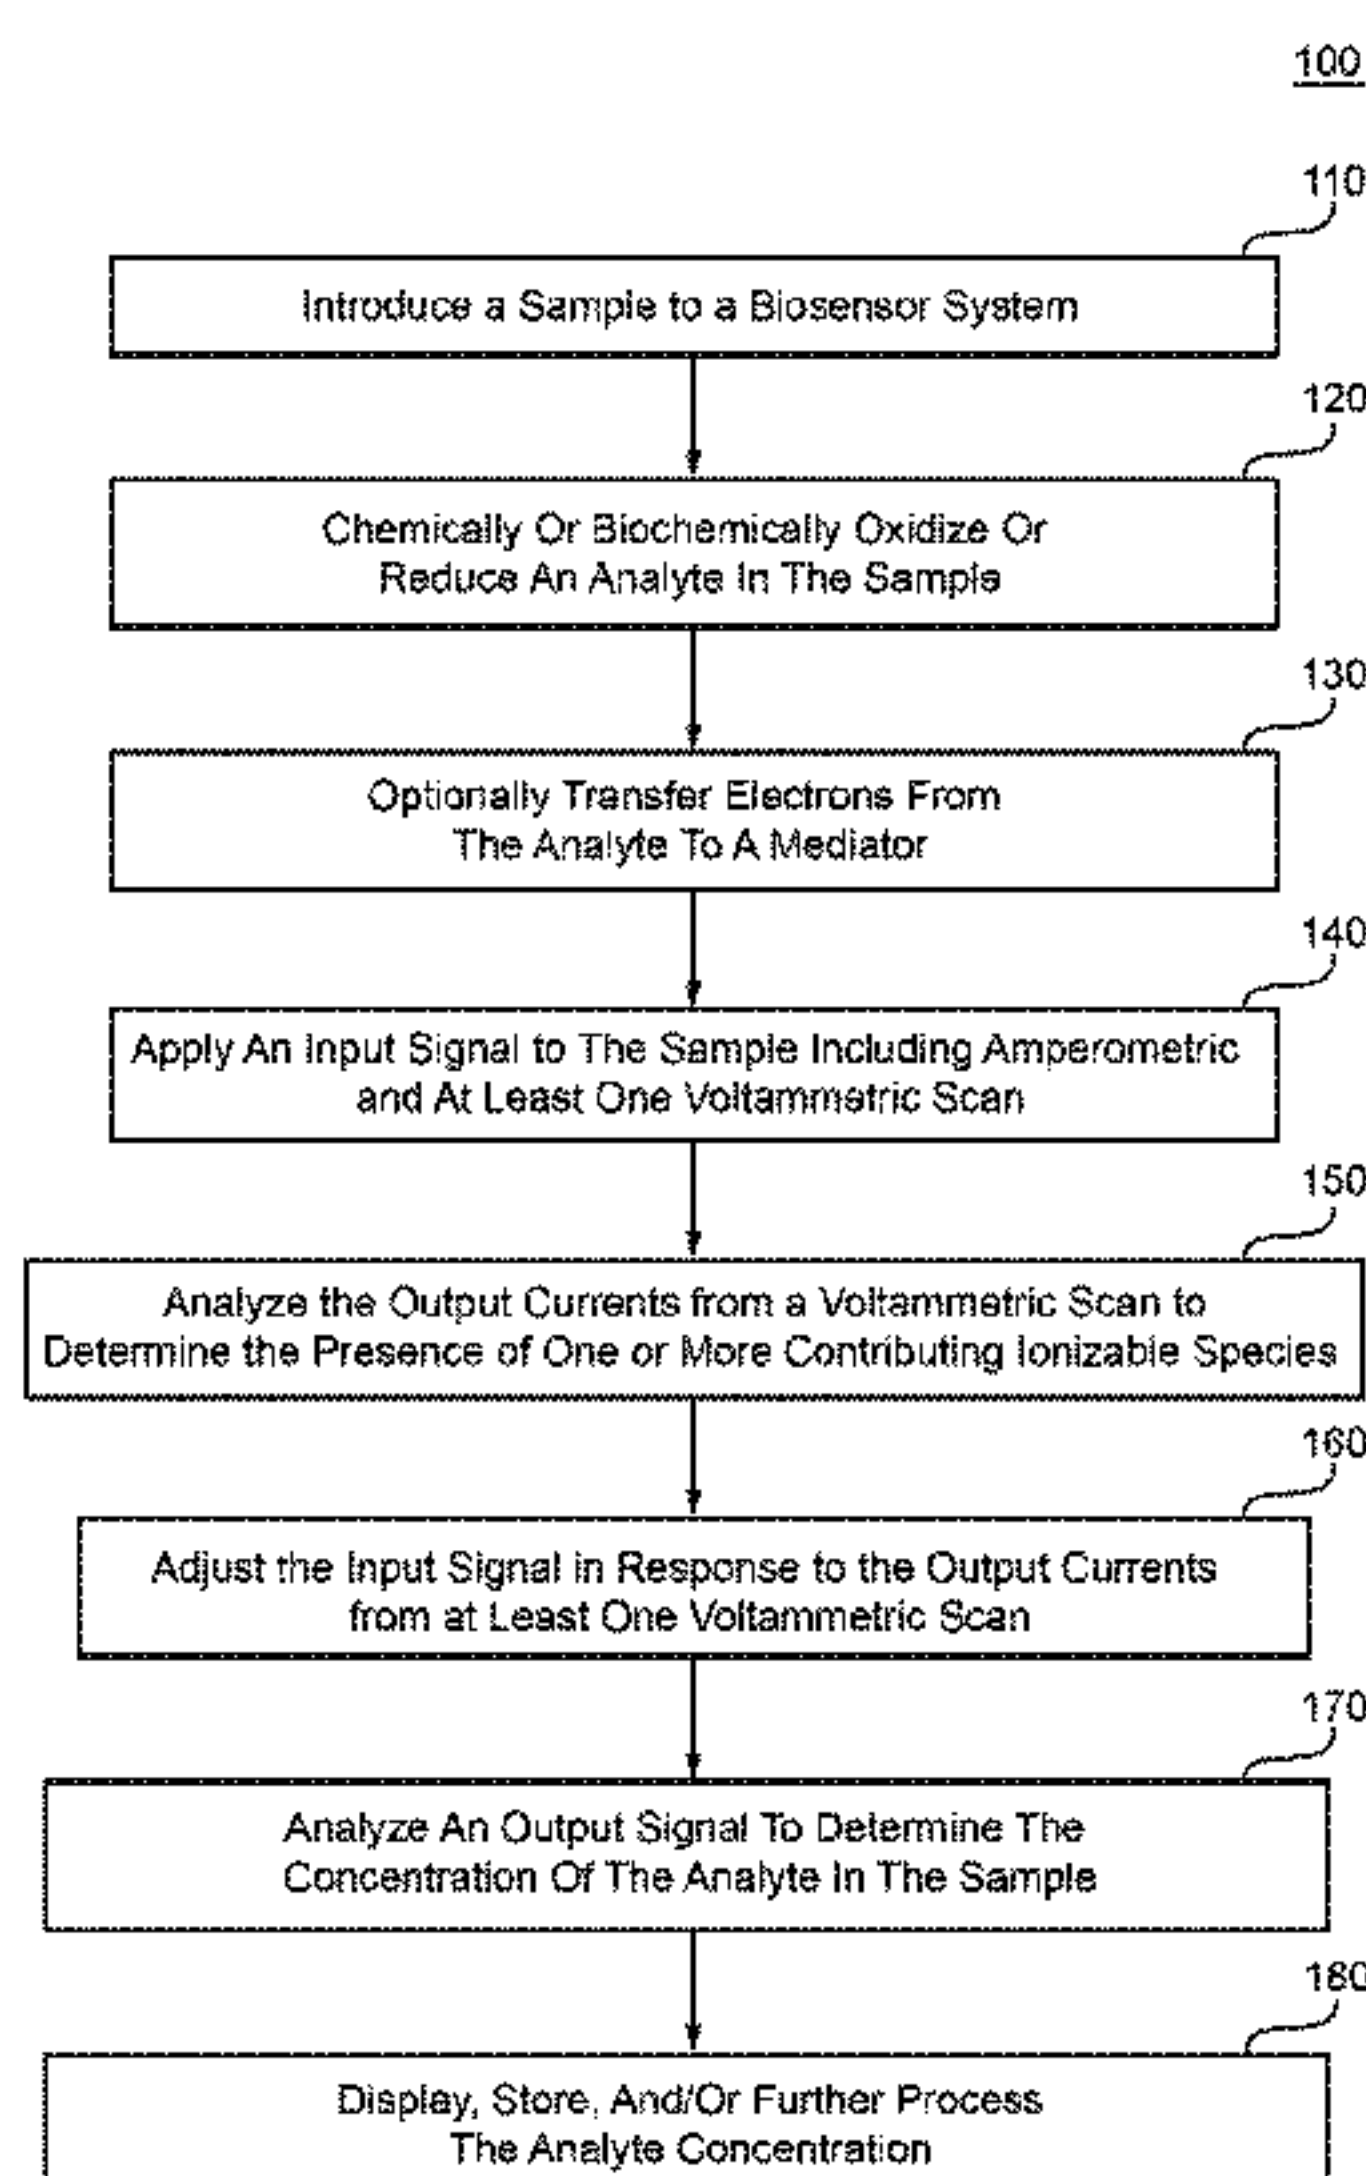 100
110
Introduce a Sample to a Biosensor System
120
Chemically Or Biochemically Oxidize Or
Reduce An Analyte In The Sample
130
Optionally Transfer Electrons From
The Analyte To A Mediator
140
Apply An Input Signal to The Sample Including Amperometric
and At Least One Voltammetric Scan
150
Analyze the Output Currents from a Voltammetric Scan to
Determine the Presence of One or More Contributing Ionizable Species
160
Adjust the Input Signal in Response to the Output Currents
from at Least One Voltammetric Scan
170
Analyze An Output Signal To Determine The
Concentration Of The Analyte In The Sample
180
Display, Store, And/Or Further Process
The Analyte Concentration